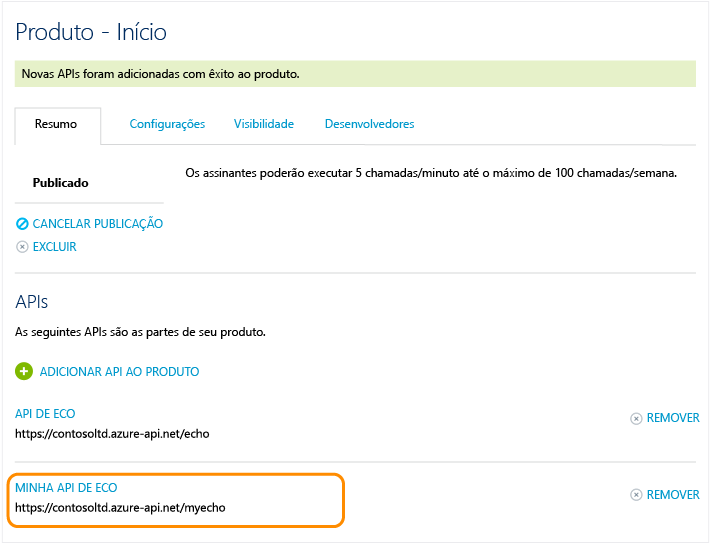 Produto - Início
Novas APIs foram adicionadas com êxito ao produto.
Resumo
Configurações
Visibilidade
Desenvolvedores
Publicado
Os assinantes poderão executar 5 chamadas/minuto até o máximo de 100 chamadas/semana.
CANCELAR PUBLICAÇÃO
EXCLUIR
APIs
As seguintes APIs são as partes de seu produto.
ADICIONAR API AO PRODUTO
API DE ECO
https://contosoltd.azure-api.net/echo
REMOVER
MINHA API DE ECO
https://contosoltd.azure-api.net/myecho
REMOVER